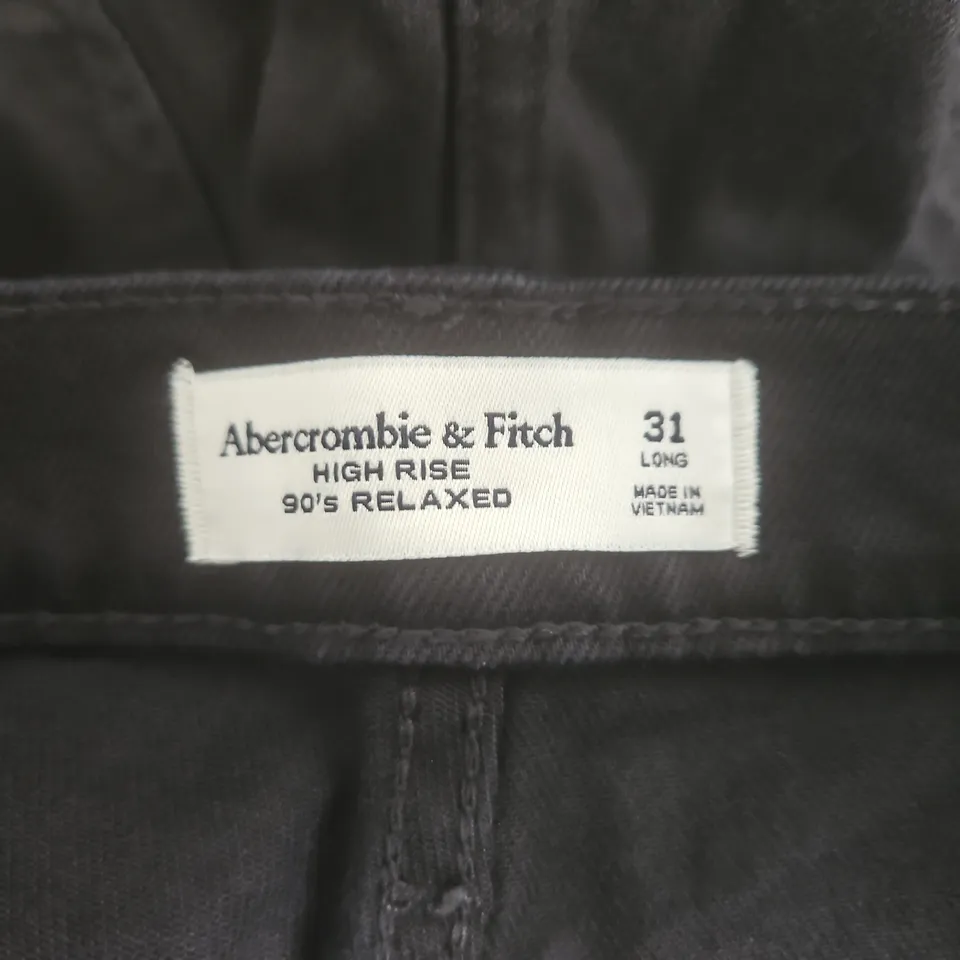 Abercrombie & Fitch
HIGH RISE
90's RELAXED
31
LONG
MADE IN
VIETNAM